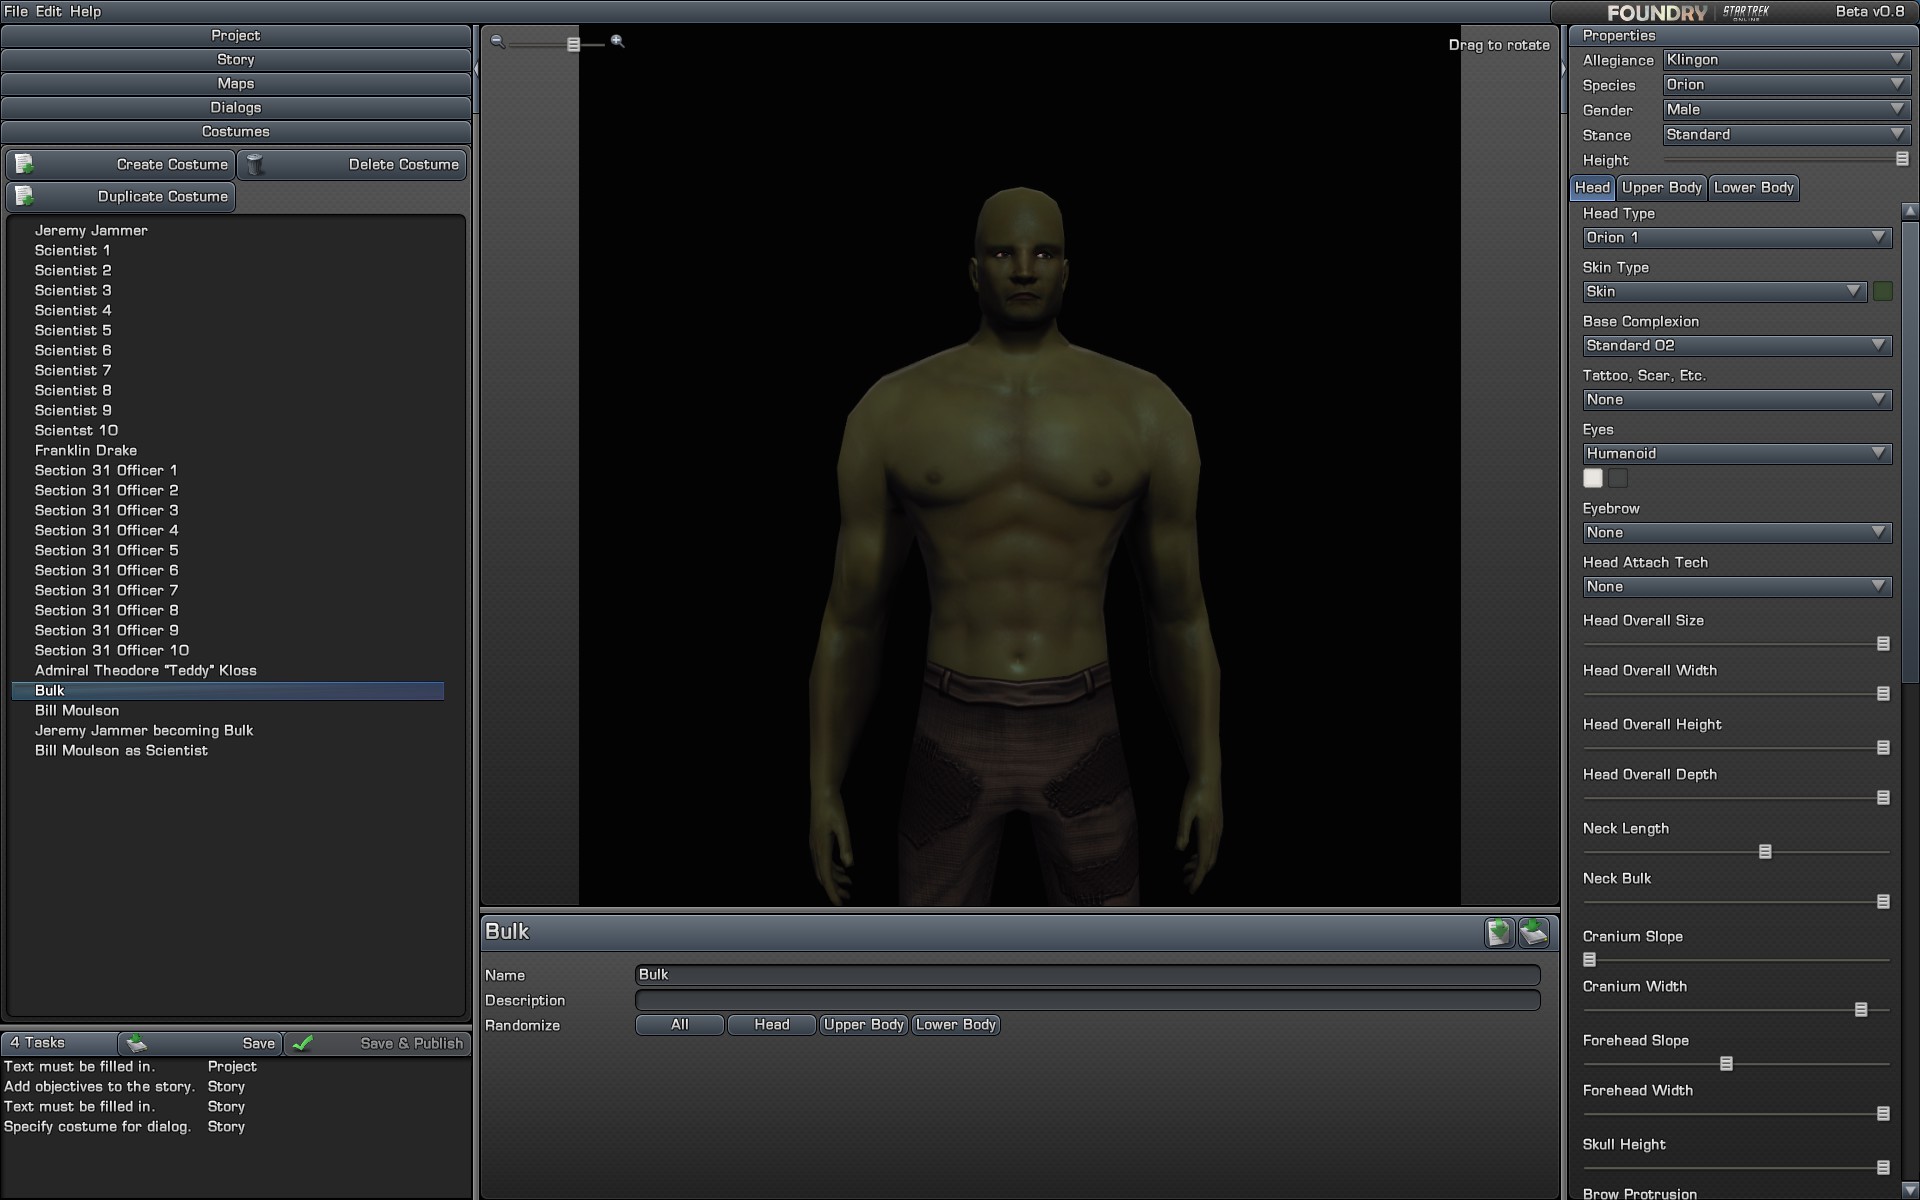 File Edit Help
FOUNDRY STAR TREK ONLINE Beta v0.8
Project
Story
Maps
Dialogs
Costumes
Create Costume
Delete Costume
Duplicate Costume
Jeremy Jammer
Scientist 1
Scientist 2
Scientist 3
Scientist 4
Scientist 5
Scientist 6
Scientist 7
Scientist 8
Scientist 9
Scientst 10
Franklin Drake
Section 31 Officer 1
Section 31 Officer 2
Section 31 Officer 3
Section 31 Officer 4
Section 31 Officer 5
Section 31 Officer 6
Section 31 Officer 7
Section 31 Officer 8
Section 31 Officer 9
Section 31 Officer 10
Admiral Theodore "Teddy" Kloss
Bulk
Bill Moulson
Jeremy Jammer becoming Bulk
Bill Moulson as Scientist
4 Tasks
Save
Save & Publish
Text must be filled in. Project
Add objectives to the story. Story
Text must be filled in. Story
Specify costume for dialog. Story
Drag to rotate
Bulk
Name Bulk
Description
Randomize All Head Upper Body Lower Body
Properties
Allegiance Klingon
Species Orion
Gender Male
Stance Standard
Height
Head Upper Body Lower Body
Head Type
Orion 1
Skin Type
Skin
Base Complexion
Standard 02
Tattoo, Scar, Etc.
None
Eyes
Humanoid
Eyebrow
None
Head Attach Tech
None
Head Overall Size
Head Overall Width
Head Overall Height
Head Overall Depth
Neck Length
Neck Bulk
Cranium Slope
Cranium Width
Forehead Slope
Forehead Width
Skull Height
Brow Protrusion